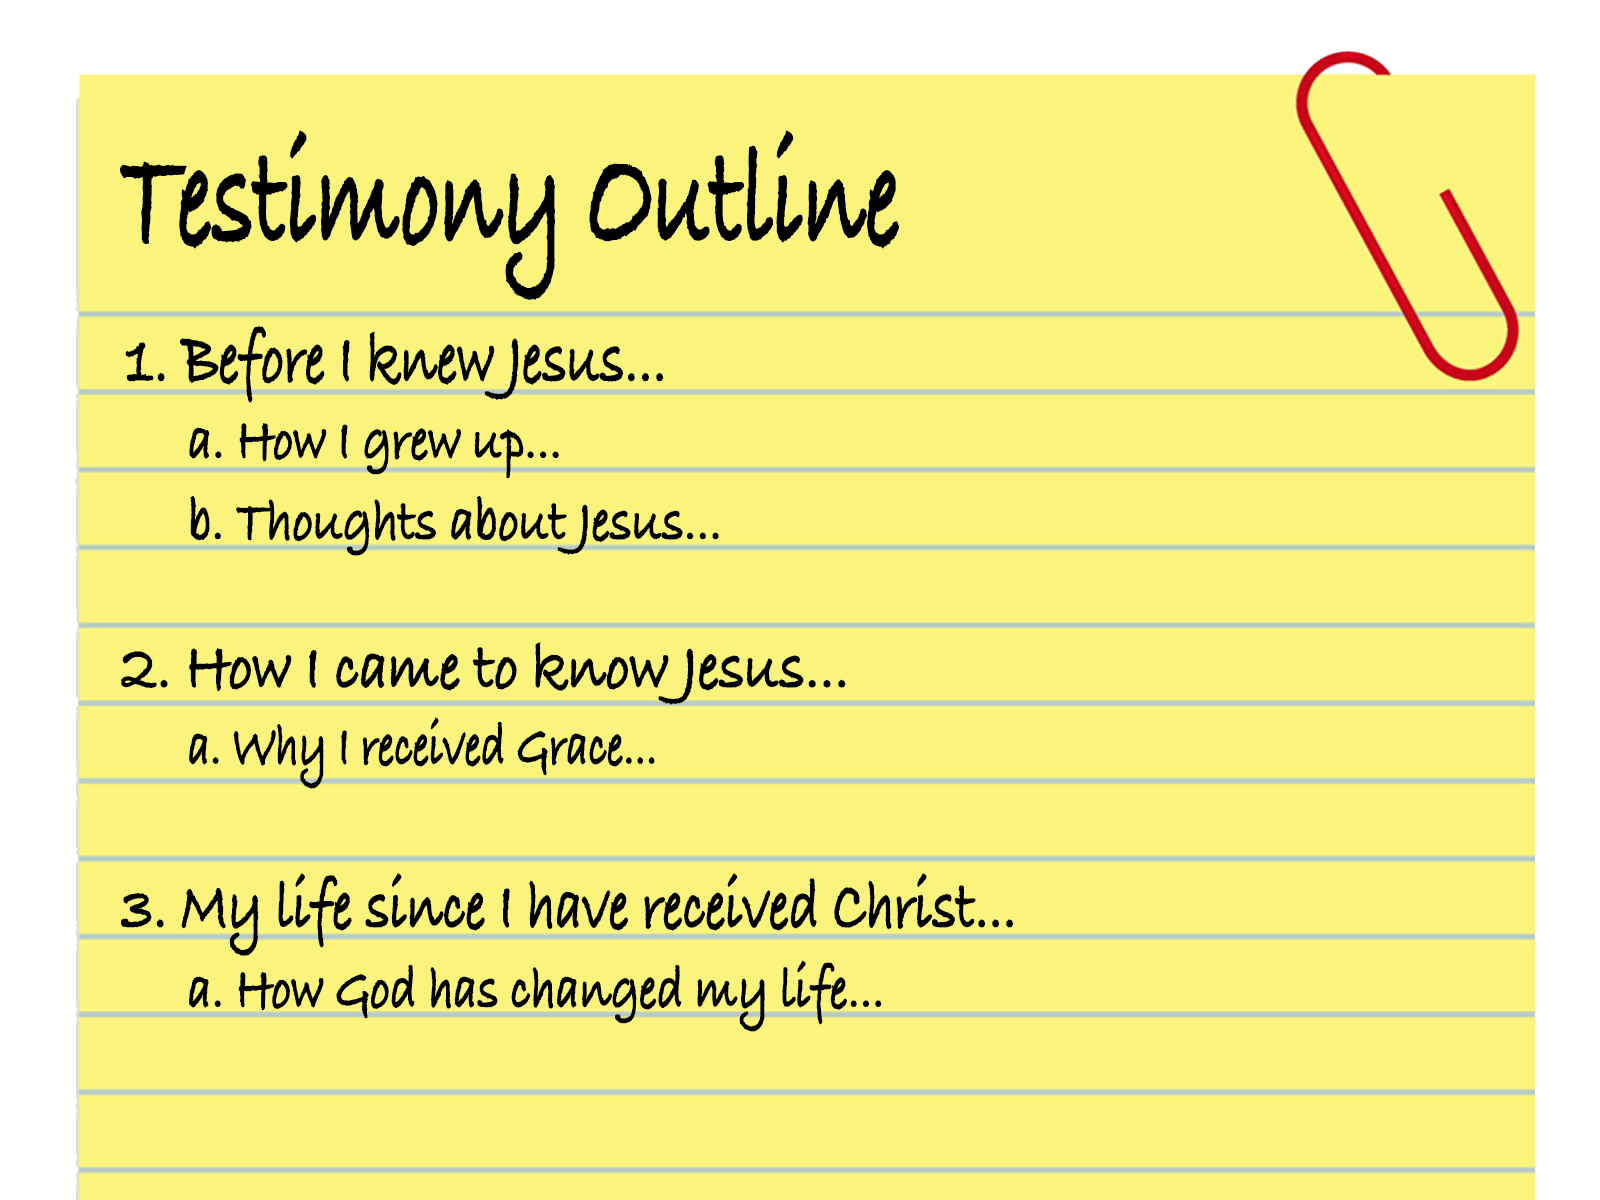 Testimony Outline
1. Before I knew Jesus...
a. How I grew up...
b. Thoughts about Jesus...
2. How I came to know Jesus...
a. Why I received Grace...
3. My life since I have received Christ...
a. How God has changed my life...